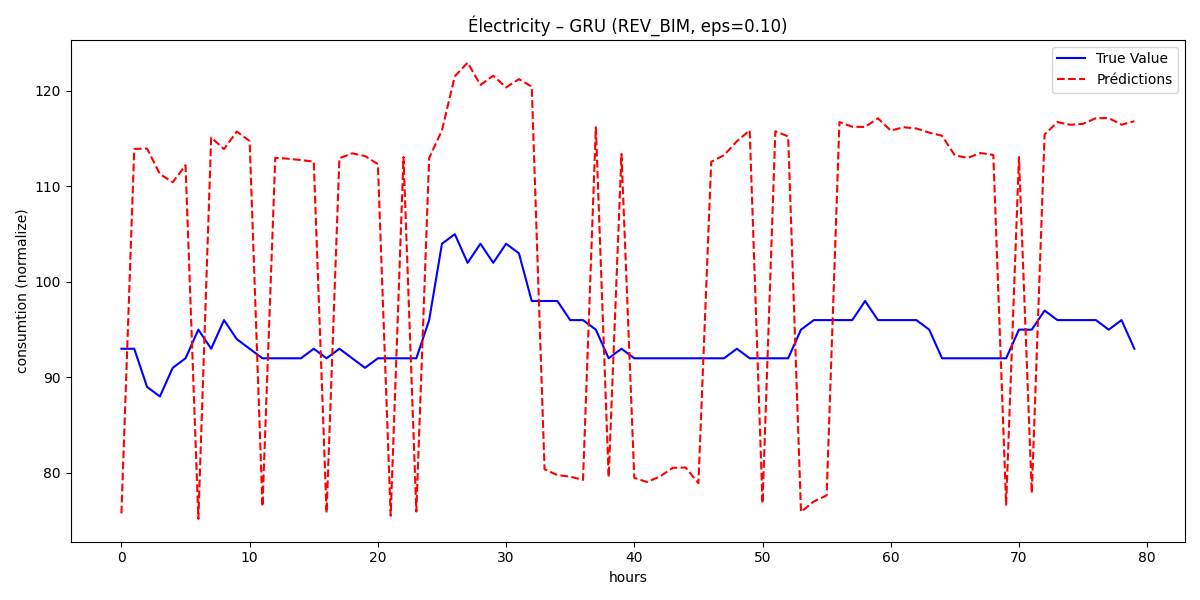 Électricity – GRU (REV_BIM, eps=0.10)
True Value
Prédictions
consumtion (normalize)
120
110
100
90
80
0 10 20 30 40 50 60 70 80
hours